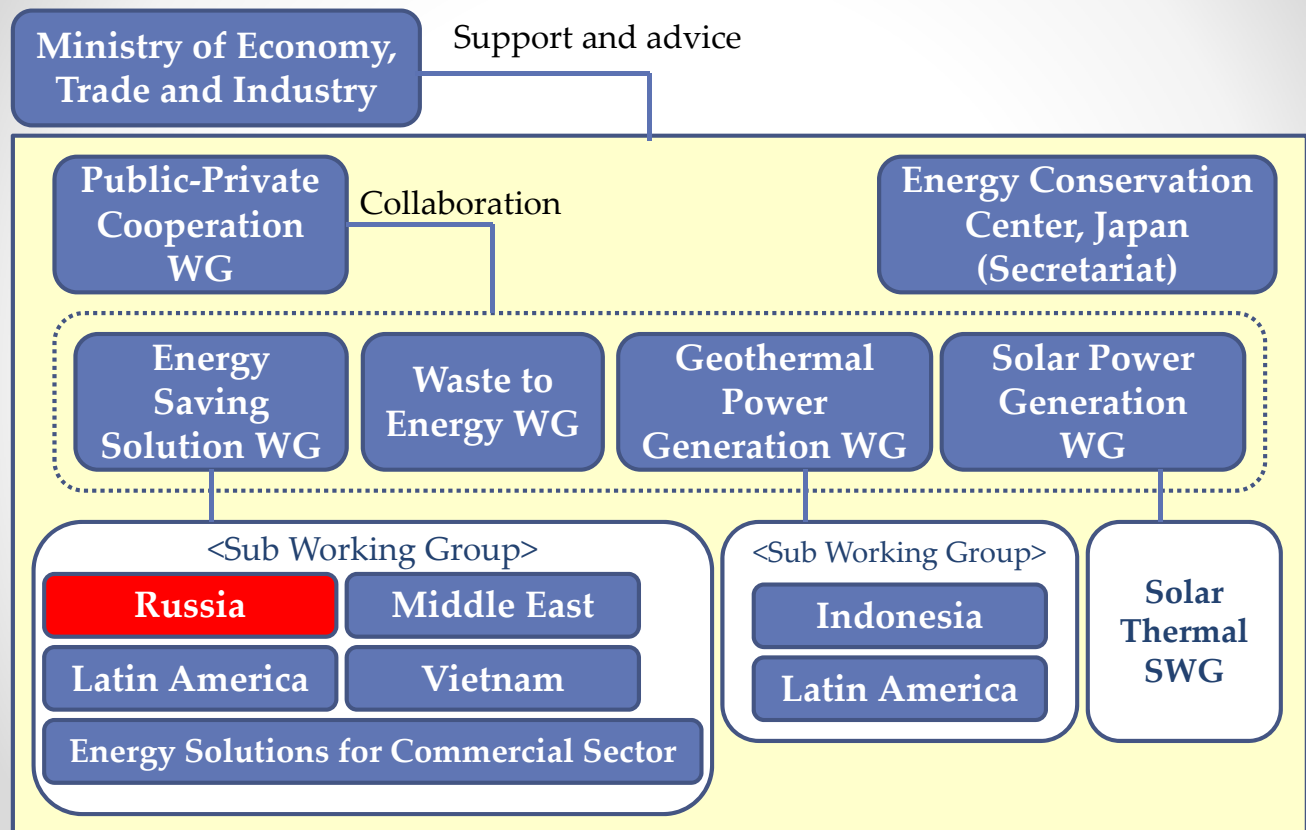 Ministry of Economy,
Trade and Industry
Support and advice
Public-Private
Cooperation
WG
Collaboration
Energy Conservation
Center, Japan
(Secretariat)
Energy
Saving
Solution WG
Waste to
Energy WG
Geothermal
Power
Generation WG
Solar Power
Generation
WG
<Sub Working Group>
Russia
Middle East
Latin America
Vietnam
Energy Solutions for Commercial Sector
<Sub Working Group>
Indonesia
Latin America
Solar
Thermal
SWG